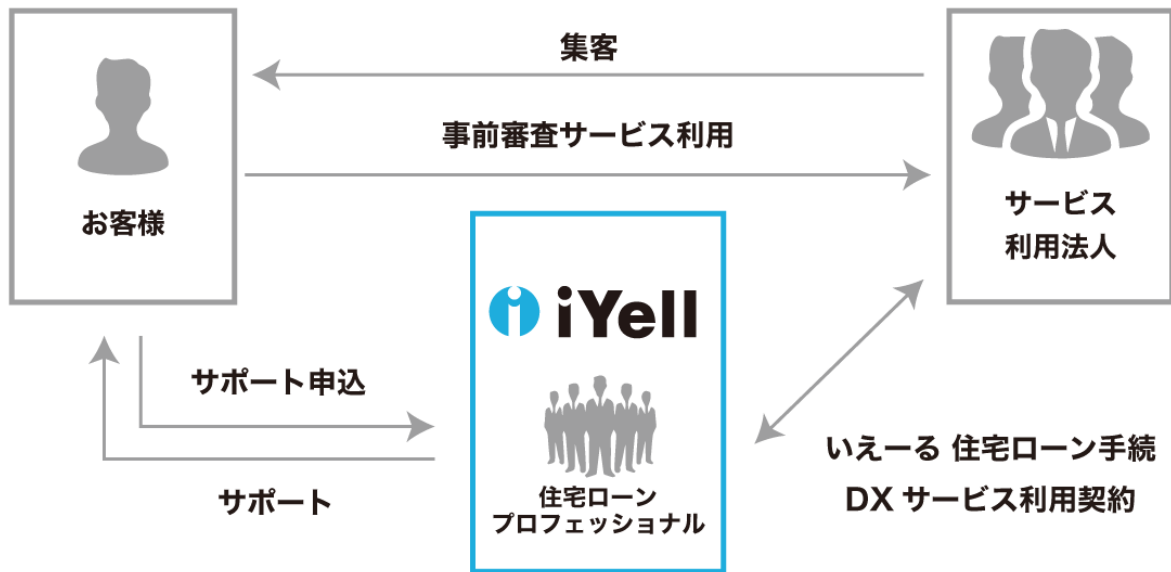 集客
事前審査サービス利用
お客様
サービス
利用法人
iYell
サポート申込
サポート
住宅ローン
プロフェッショナル
いえーる 住宅ローン手続
DX サービス利用契約